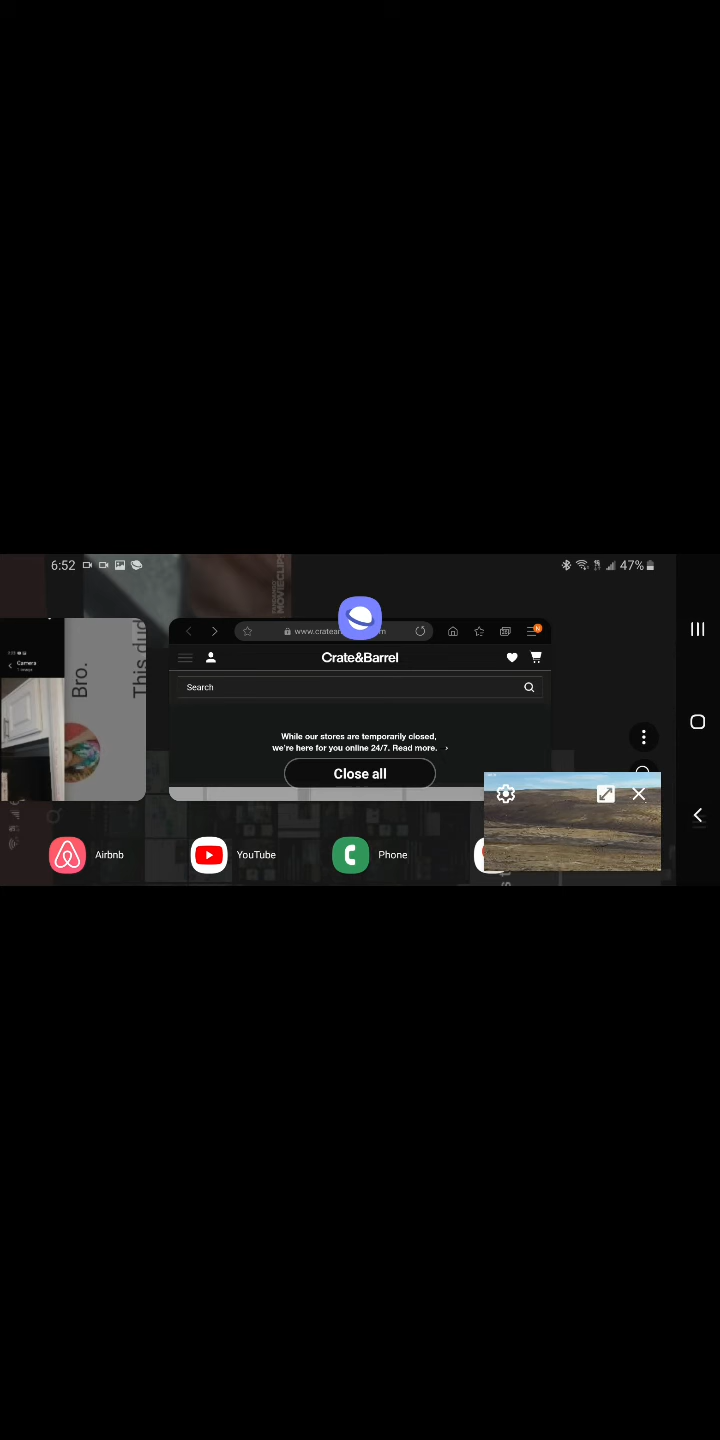 6:52
47%
Camera
Bro.
This dud
MOVIECLIPS
N
Crate&Barrel
Search
While our stores are temporarily closed,
we're here for you online 24/7. Read more. ›
Close all
Airbnb
YouTube
Phone